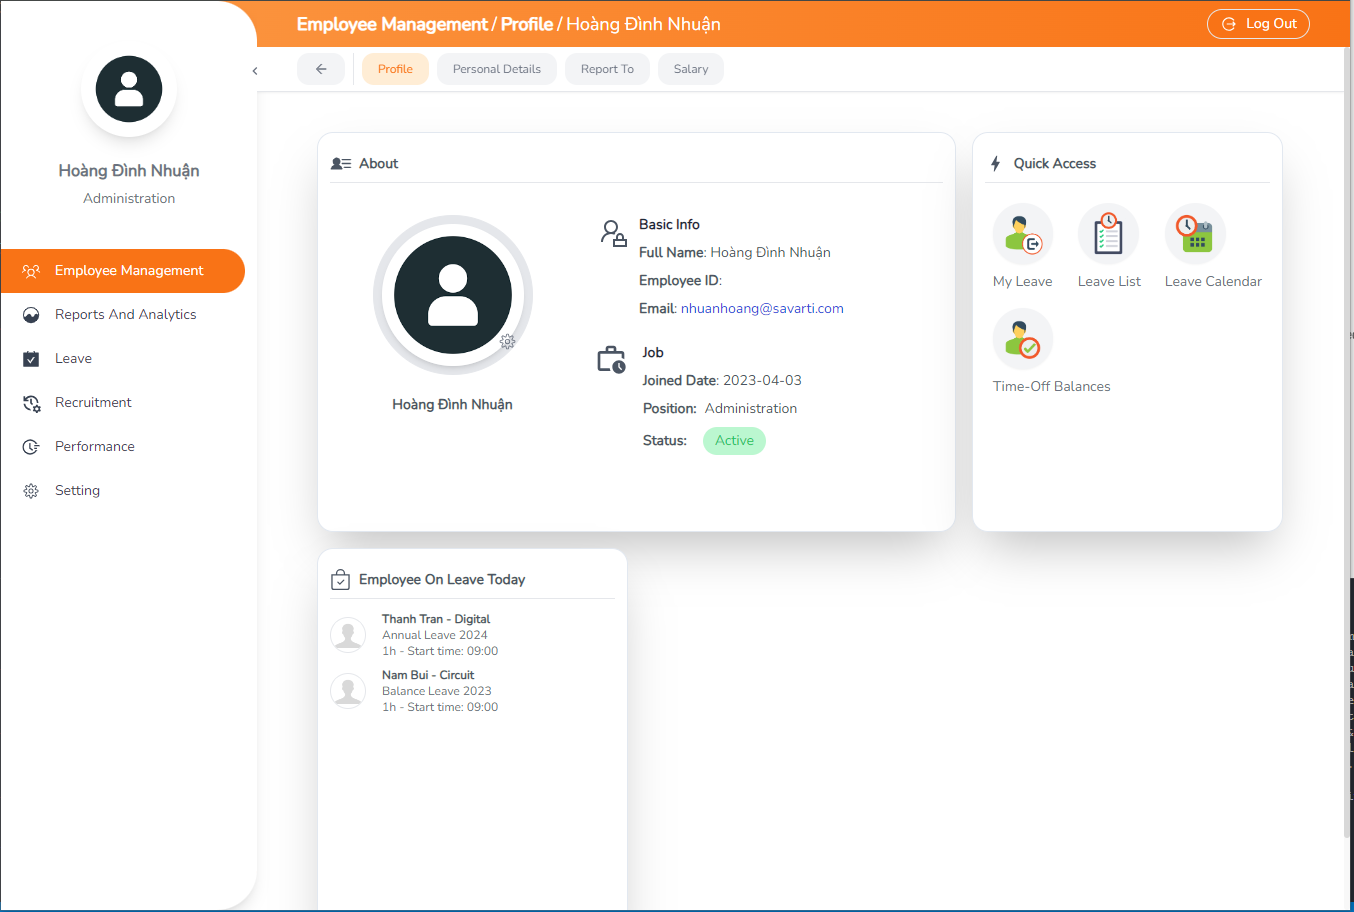 Employee Management / Profile / Hoàng Đình Nhuận
Log Out
Hoàng Đình Nhuận
Administration
Employee Management
Reports And Analytics
Leave
Recruitment
Performance
Setting
Profile
Personal Details
Report To
Salary
About
Hoàng Đình Nhuận
Basic Info
Full Name: Hoàng Đình Nhuận
Employee ID:
Email: nhuanhoang@savarti.com
Job
Joined Date: 2023-04-03
Position: Administration
Status: Active
Quick Access
My Leave
Leave List
Leave Calendar
Time-Off Balances
Employee On Leave Today
Thanh Tran - Digital
Annual Leave 2024
1h - Start time: 09:00
Nam Bui - Circuit
Balance Leave 2023
1h - Start time: 09:00